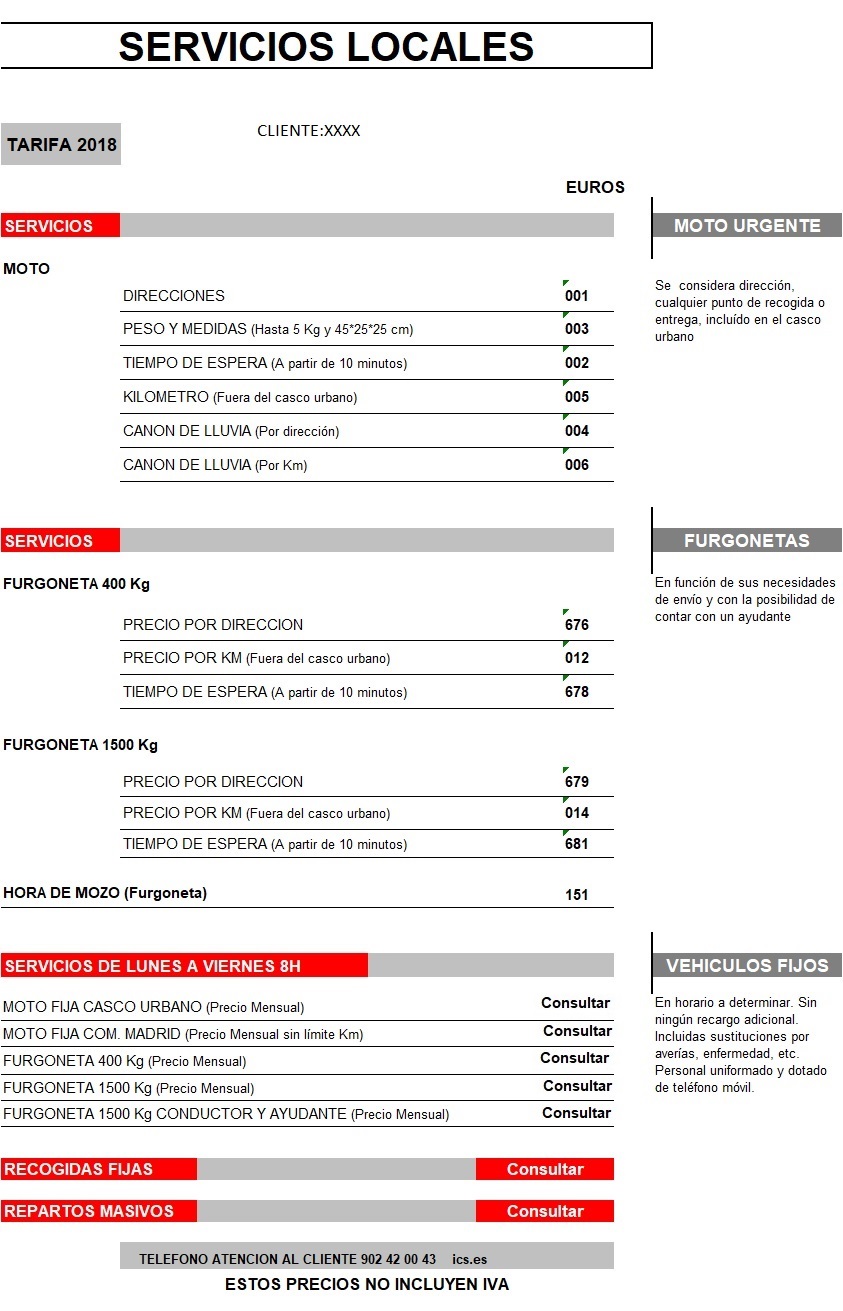 SERVICIOS LOCALES
CLIENTE:XXXX
TARIFA 2018
EUROS
SERVICIOS
MOTO URGENTE
MOTO
Se considera dirección,
cualquier punto de recogida o
entrega, incluído en el casco
urbano
DIRECCIONES 001
PESO Y MEDIDAS (Hasta 5 Kg y 45*25*25 cm) 003
TIEMPO DE ESPERA (A partir de 10 minutos) 002
KILOMETRO (Fuera del casco urbano) 005
CANON DE LLUVIA (Por dirección) 004
CANON DE LLUVIA (Por Km) 006
SERVICIOS
FURGONETAS
FURGONETA 400 Kg
En función de sus necesidades
de envío y con la posibilidad de
contar con un ayudante
PRECIO POR DIRECCION 676
PRECIO POR KM (Fuera del casco urbano) 012
TIEMPO DE ESPERA (A partir de 10 minutos) 678
FURGONETA 1500 Kg
PRECIO POR DIRECCION 679
PRECIO POR KM (Fuera del casco urbano) 014
TIEMPO DE ESPERA (A partir de 10 minutos) 681
HORA DE MOZO (Furgoneta) 151
SERVICIOS DE LUNES A VIERNES 8H
VEHICULOS FIJOS
MOTO FIJA CASCO URBANO (Precio Mensual) Consultar
MOTO FIJA COM. MADRID (Precio Mensual sin límite Km) Consultar
FURGONETA 400 Kg (Precio Mensual) Consultar
FURGONETA 1500 Kg (Precio Mensual) Consultar
FURGONETA 1500 Kg CONDUCTOR Y AYUDANTE (Precio Mensual) Consultar
En horario a determinar. Sin
ningún recargo adicional.
Incluidas sustituciones por
averías, enfermedad, etc.
Personal uniformado y dotado
de teléfono móvil.
RECOGIDAS FIJAS Consultar
REPARTOS MASIVOS Consultar
TELEFONO ATENCION AL CLIENTE 902 42 00 43 ics.es
ESTOS PRECIOS NO INCLUYEN IVA